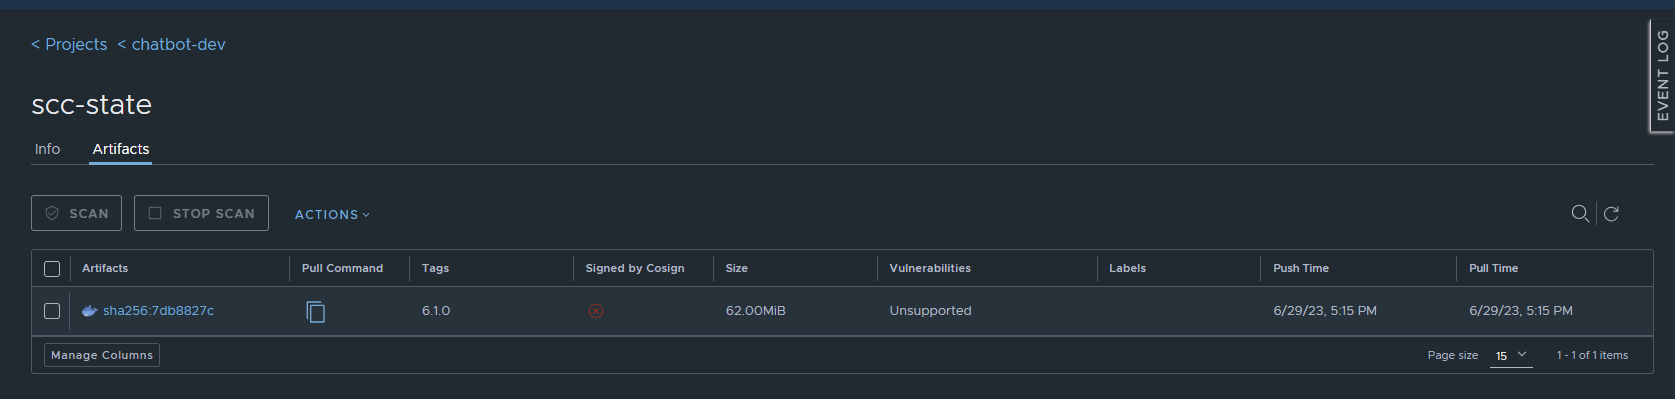 < Projects < chatbot-dev
EVENT LOG
scc-state
Info Artifacts
SCAN STOP SCAN ACTIONS
Artifacts Pull Command Tags Signed by Cosign Size Vulnerabilities Labels Push Time Pull Time
sha256:7db8827c 6.1.0 62.00MiB Unsupported 6/29/23, 5:15 PM 6/29/23, 5:15 PM
Manage Columns Page size 15 1 - 1 of 1 items